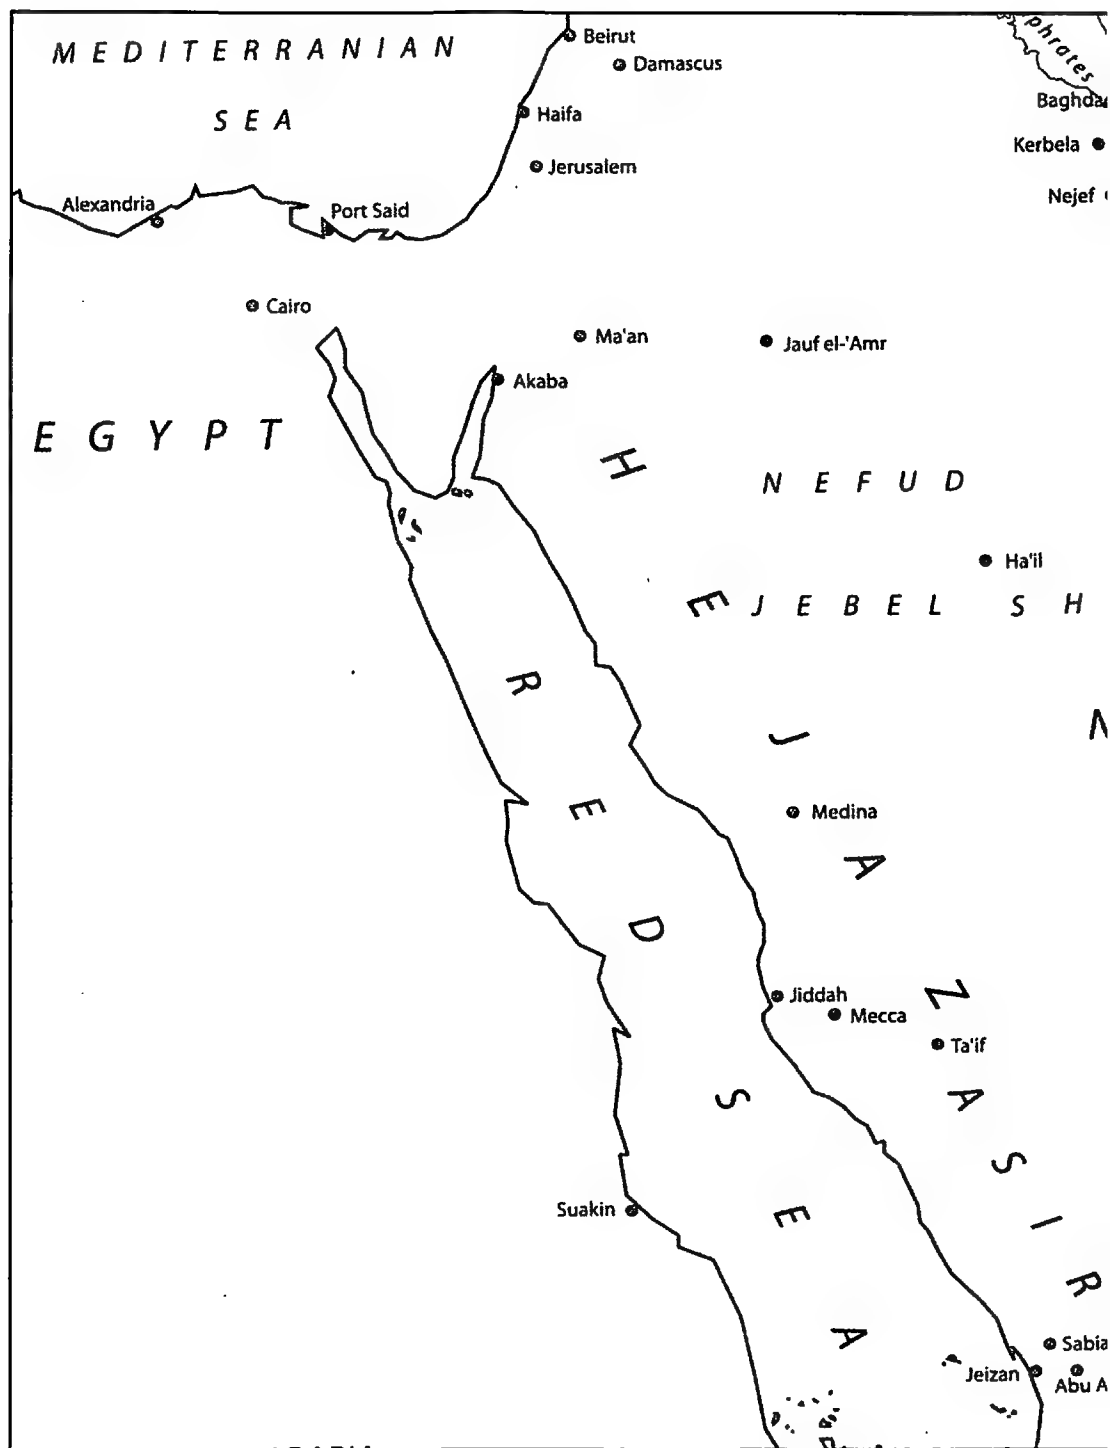 MEDITERRANIAN
SEA
Beirut
Damascus
phrates
Baghda
Haifa
Kerbela
Jerusalem
Nejef
Alexandria
Port Said
Cairo
Ma'an
Jauf el-'Amr
Akaba
EGYPT
HEJAZ
NEFUD
Ha'il
JEBEL SH
RED SEA
Medina
Jiddah
Mecca
Ta'if
ASIR
Suakin
Sabia
Jeizan
Abu A